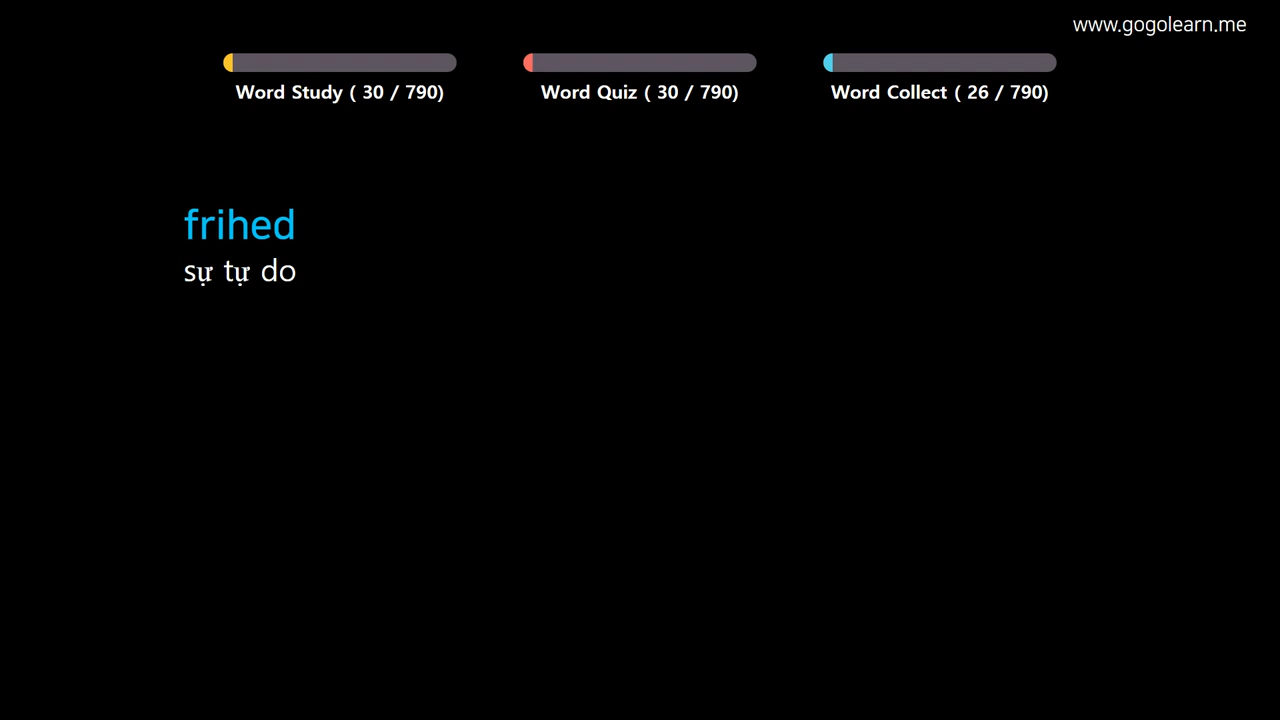 www.gogolearn.me
Word Study ( 30 / 790)
Word Quiz ( 30 / 790)
Word Collect ( 26 / 790)
frihed
sự tự do